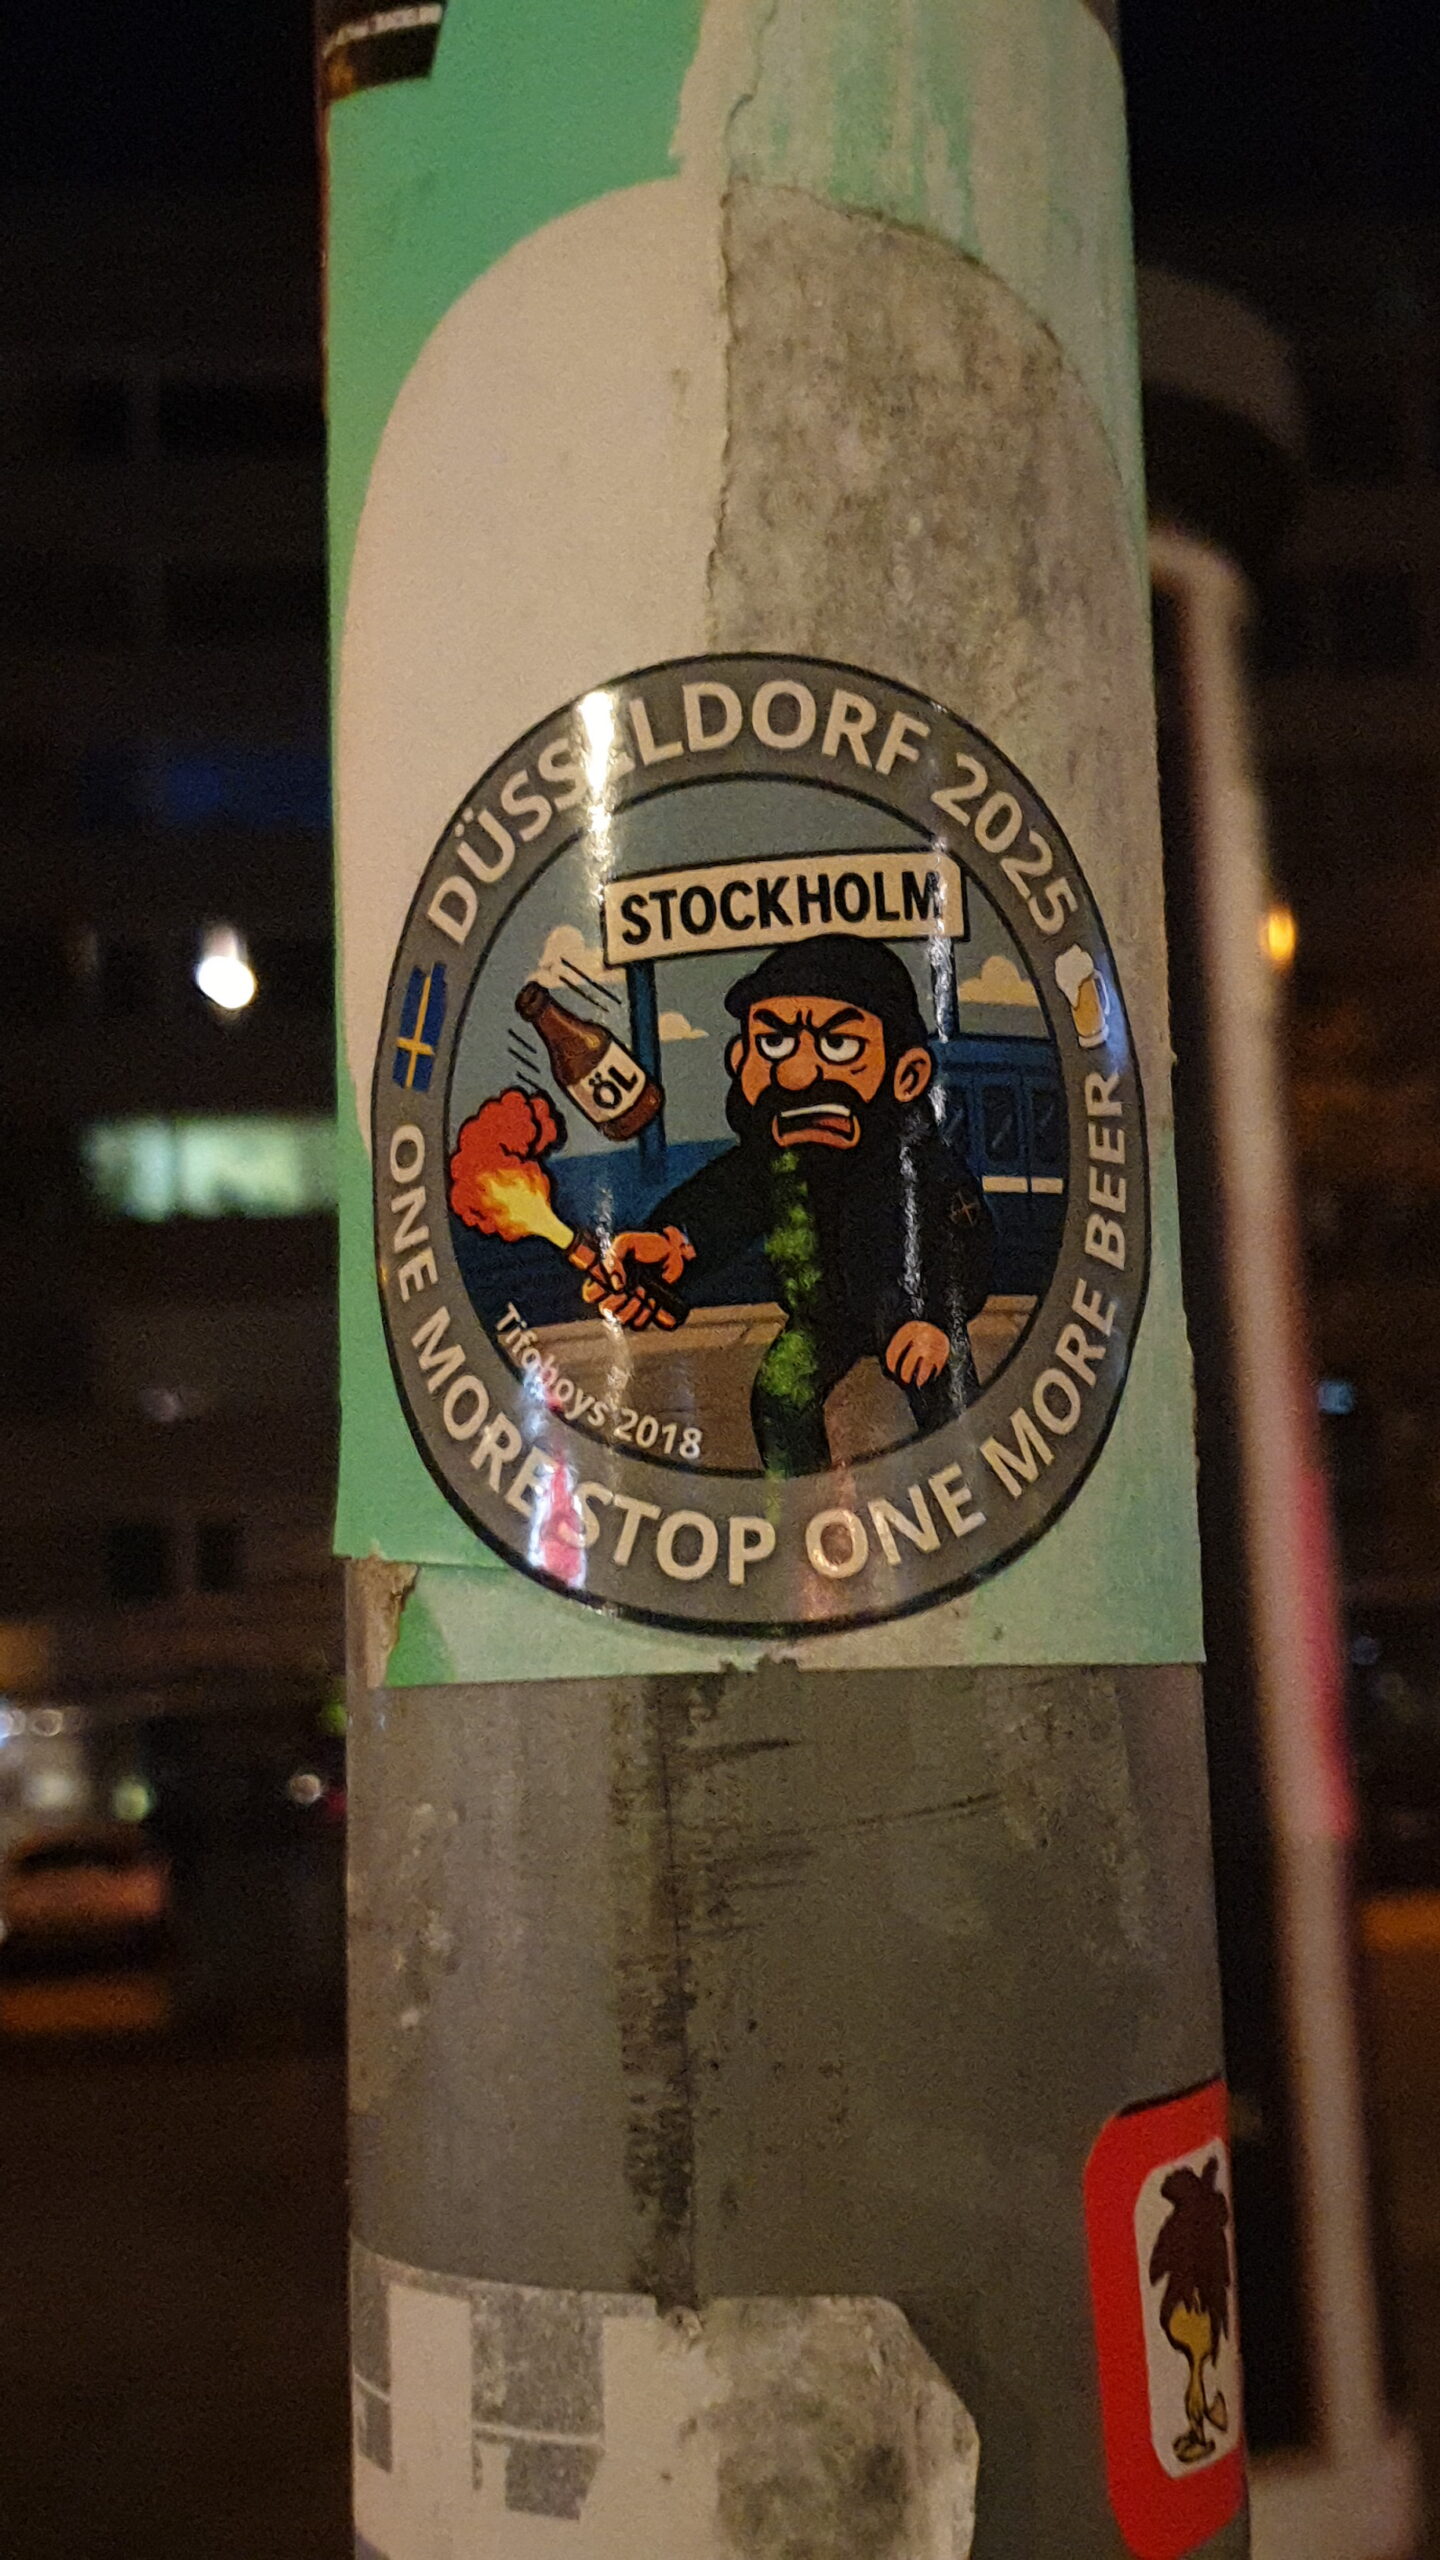 DÜSSELDORF 2025
STOCKHOLM
ÖL
Tifoboys 2018
ONE MORE STOP ONE MORE BEER